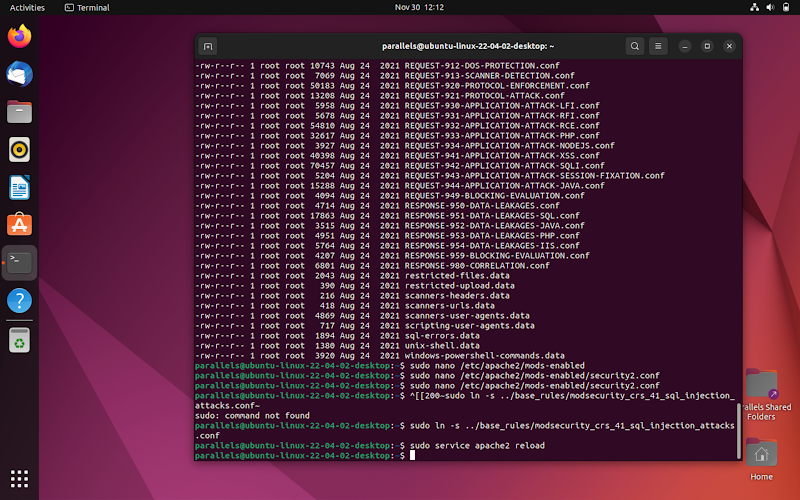 Activities
Terminal
Nov 30 12:12
parallels@ubuntu-linux-22-04-02-desktop: ~
-rw-r--r-- 1 root root 10743 Aug 24  2021 REQUEST-912-DOS-PROTECTION.conf
-rw-r--r-- 1 root root  7069 Aug 24  2021 REQUEST-913-SCANNER-DETECTION.conf
-rw-r--r-- 1 root root 50183 Aug 24  2021 REQUEST-920-PROTOCOL-ENFORCEMENT.conf
-rw-r--r-- 1 root root 13208 Aug 24  2021 REQUEST-921-PROTOCOL-ATTACK.conf
-rw-r--r-- 1 root root  5958 Aug 24  2021 REQUEST-930-APPLICATION-ATTACK-LFI.conf
-rw-r--r-- 1 root root  5678 Aug 24  2021 REQUEST-931-APPLICATION-ATTACK-RFI.conf
-rw-r--r-- 1 root root 54810 Aug 24  2021 REQUEST-932-APPLICATION-ATTACK-RCE.conf
-rw-r--r-- 1 root root 32617 Aug 24  2021 REQUEST-933-APPLICATION-ATTACK-PHP.conf
-rw-r--r-- 1 root root  3927 Aug 24  2021 REQUEST-934-APPLICATION-ATTACK-NODEJS.conf
-rw-r--r-- 1 root root 40398 Aug 24  2021 REQUEST-941-APPLICATION-ATTACK-XSS.conf
-rw-r--r-- 1 root root 70457 Aug 24  2021 REQUEST-942-APPLICATION-ATTACK-SQLI.conf
-rw-r--r-- 1 root root  5204 Aug 24  2021 REQUEST-943-APPLICATION-ATTACK-SESSION-FIXATION.conf
-rw-r--r-- 1 root root 15288 Aug 24  2021 REQUEST-944-APPLICATION-ATTACK-JAVA.conf
-rw-r--r-- 1 root root  4094 Aug 24  2021 REQUEST-949-BLOCKING-EVALUATION.conf
-rw-r--r-- 1 root root  4714 Aug 24  2021 RESPONSE-950-DATA-LEAKAGES.conf
-rw-r--r-- 1 root root 17863 Aug 24  2021 RESPONSE-951-DATA-LEAKAGES-SQL.conf
-rw-r--r-- 1 root root  3515 Aug 24  2021 RESPONSE-952-DATA-LEAKAGES-JAVA.conf
-rw-r--r-- 1 root root  4951 Aug 24  2021 RESPONSE-953-DATA-LEAKAGES-PHP.conf
-rw-r--r-- 1 root root  5764 Aug 24  2021 RESPONSE-954-DATA-LEAKAGES-IIS.conf
-rw-r--r-- 1 root root  4207 Aug 24  2021 RESPONSE-959-BLOCKING-EVALUATION.conf
-rw-r--r-- 1 root root  6801 Aug 24  2021 RESPONSE-980-CORRELATION.conf
-rw-r--r-- 1 root root  2043 Aug 24  2021 restricted-files.data
-rw-r--r-- 1 root root   390 Aug 24  2021 restricted-upload.data
-rw-r--r-- 1 root root   216 Aug 24  2021 scanners-headers.data
-rw-r--r-- 1 root root   418 Aug 24  2021 scanners-urls.data
-rw-r--r-- 1 root root  4869 Aug 24  2021 scanners-user-agents.data
-rw-r--r-- 1 root root   717 Aug 24  2021 scripting-user-agents.data
-rw-r--r-- 1 root root  1894 Aug 24  2021 sql-errors.data
-rw-r--r-- 1 root root  1380 Aug 24  2021 unix-shell.data
-rw-r--r-- 1 root root  3920 Aug 24  2021 windows-powershell-commands.data
parallels@ubuntu-linux-22-04-02-desktop:~$ sudo nano /etc/apache2/mods-enabled
parallels@ubuntu-linux-22-04-02-desktop:~$ sudo nano /etc/apache2/mods-enabled/security2.conf
parallels@ubuntu-linux-22-04-02-desktop:~$ sudo nano /etc/apache2/mods-enabled/security2.conf
parallels@ubuntu-linux-22-04-02-desktop:~$ ^[[200~sudo ln -s ../base_rules/modsecurity_crs_41_sql_injection_
attacks.conf~
sudo: command not found
parallels@ubuntu-linux-22-04-02-desktop:~$ sudo ln -s ../base_rules/modsecurity_crs_41_sql_injection_attacks
.conf
parallels@ubuntu-linux-22-04-02-desktop:~$ sudo service apache2 reload
parallels@ubuntu-linux-22-04-02-desktop:~$
rallels Shared
Folders
Home